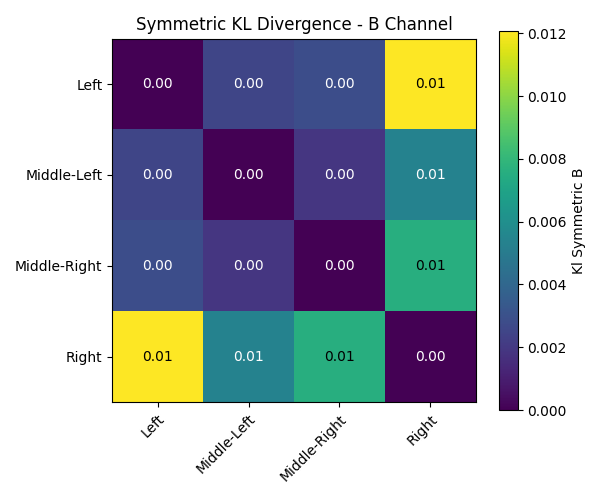 Symmetric KL Divergence - B Channel
Left 0.00 0.00 0.00 0.01
Middle-Left 0.00 0.00 0.00 0.01
Middle-Right 0.00 0.00 0.00 0.01
Right 0.01 0.01 0.01 0.00
Left Middle-Left Middle-Right Right
0.012
0.010
0.008
0.006
0.004
0.002
0.000
Kl Symmetric B